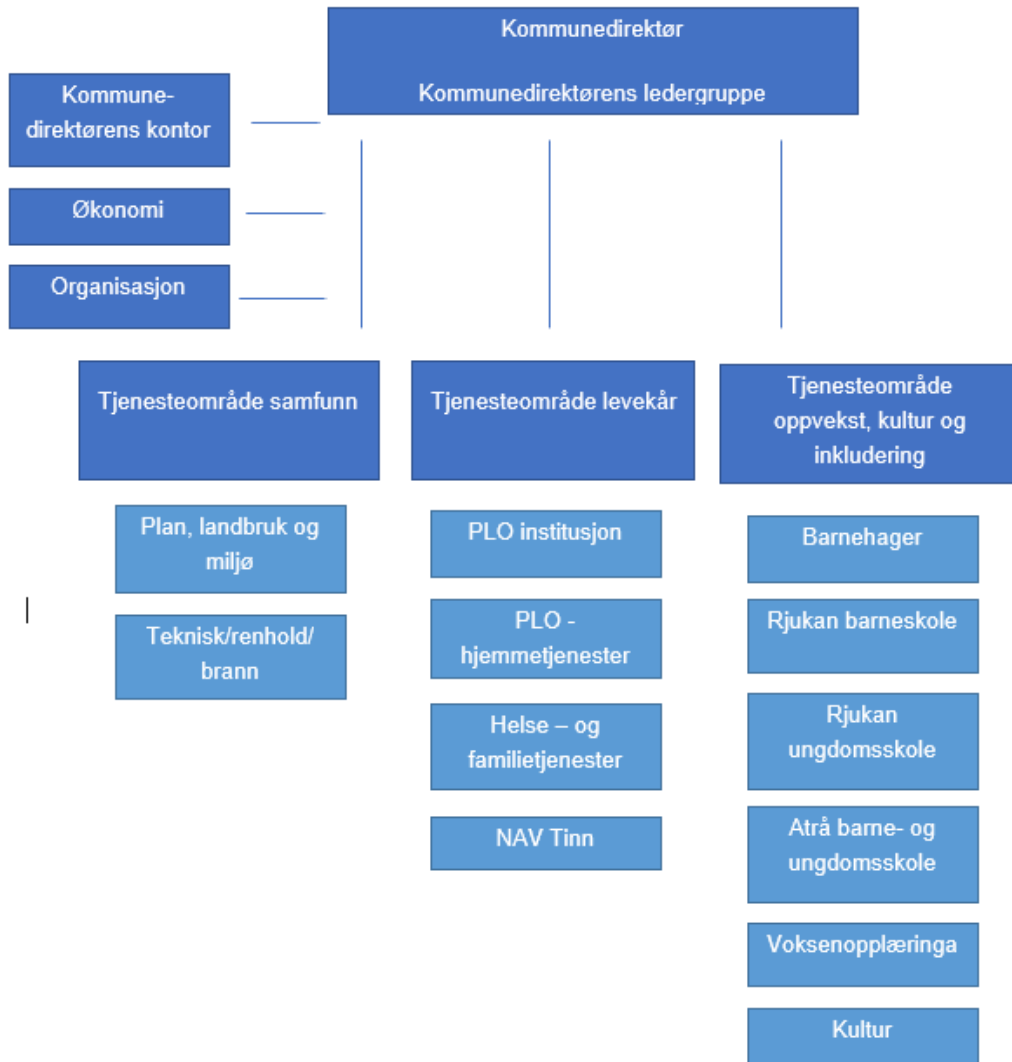 Kommunedirektør
Kommunedirektørens ledergruppe
Kommune-
direktørens kontor
Økonomi
Organisasjon
Tjenesteområde samfunn
Plan, landbruk og
miljø
Teknisk/renhold/
brann
Tjenesteområde levekår
PLO institusjon
PLO -
hjemmetjenester
Helse – og
familietjenester
NAV Tinn
Tjenesteområde
oppvekst, kultur og
inkludering
Barnehager
Rjukan barneskole
Rjukan
ungdomsskole
Atrå barne- og
ungdomsskole
Voksenopplæringa
Kultur